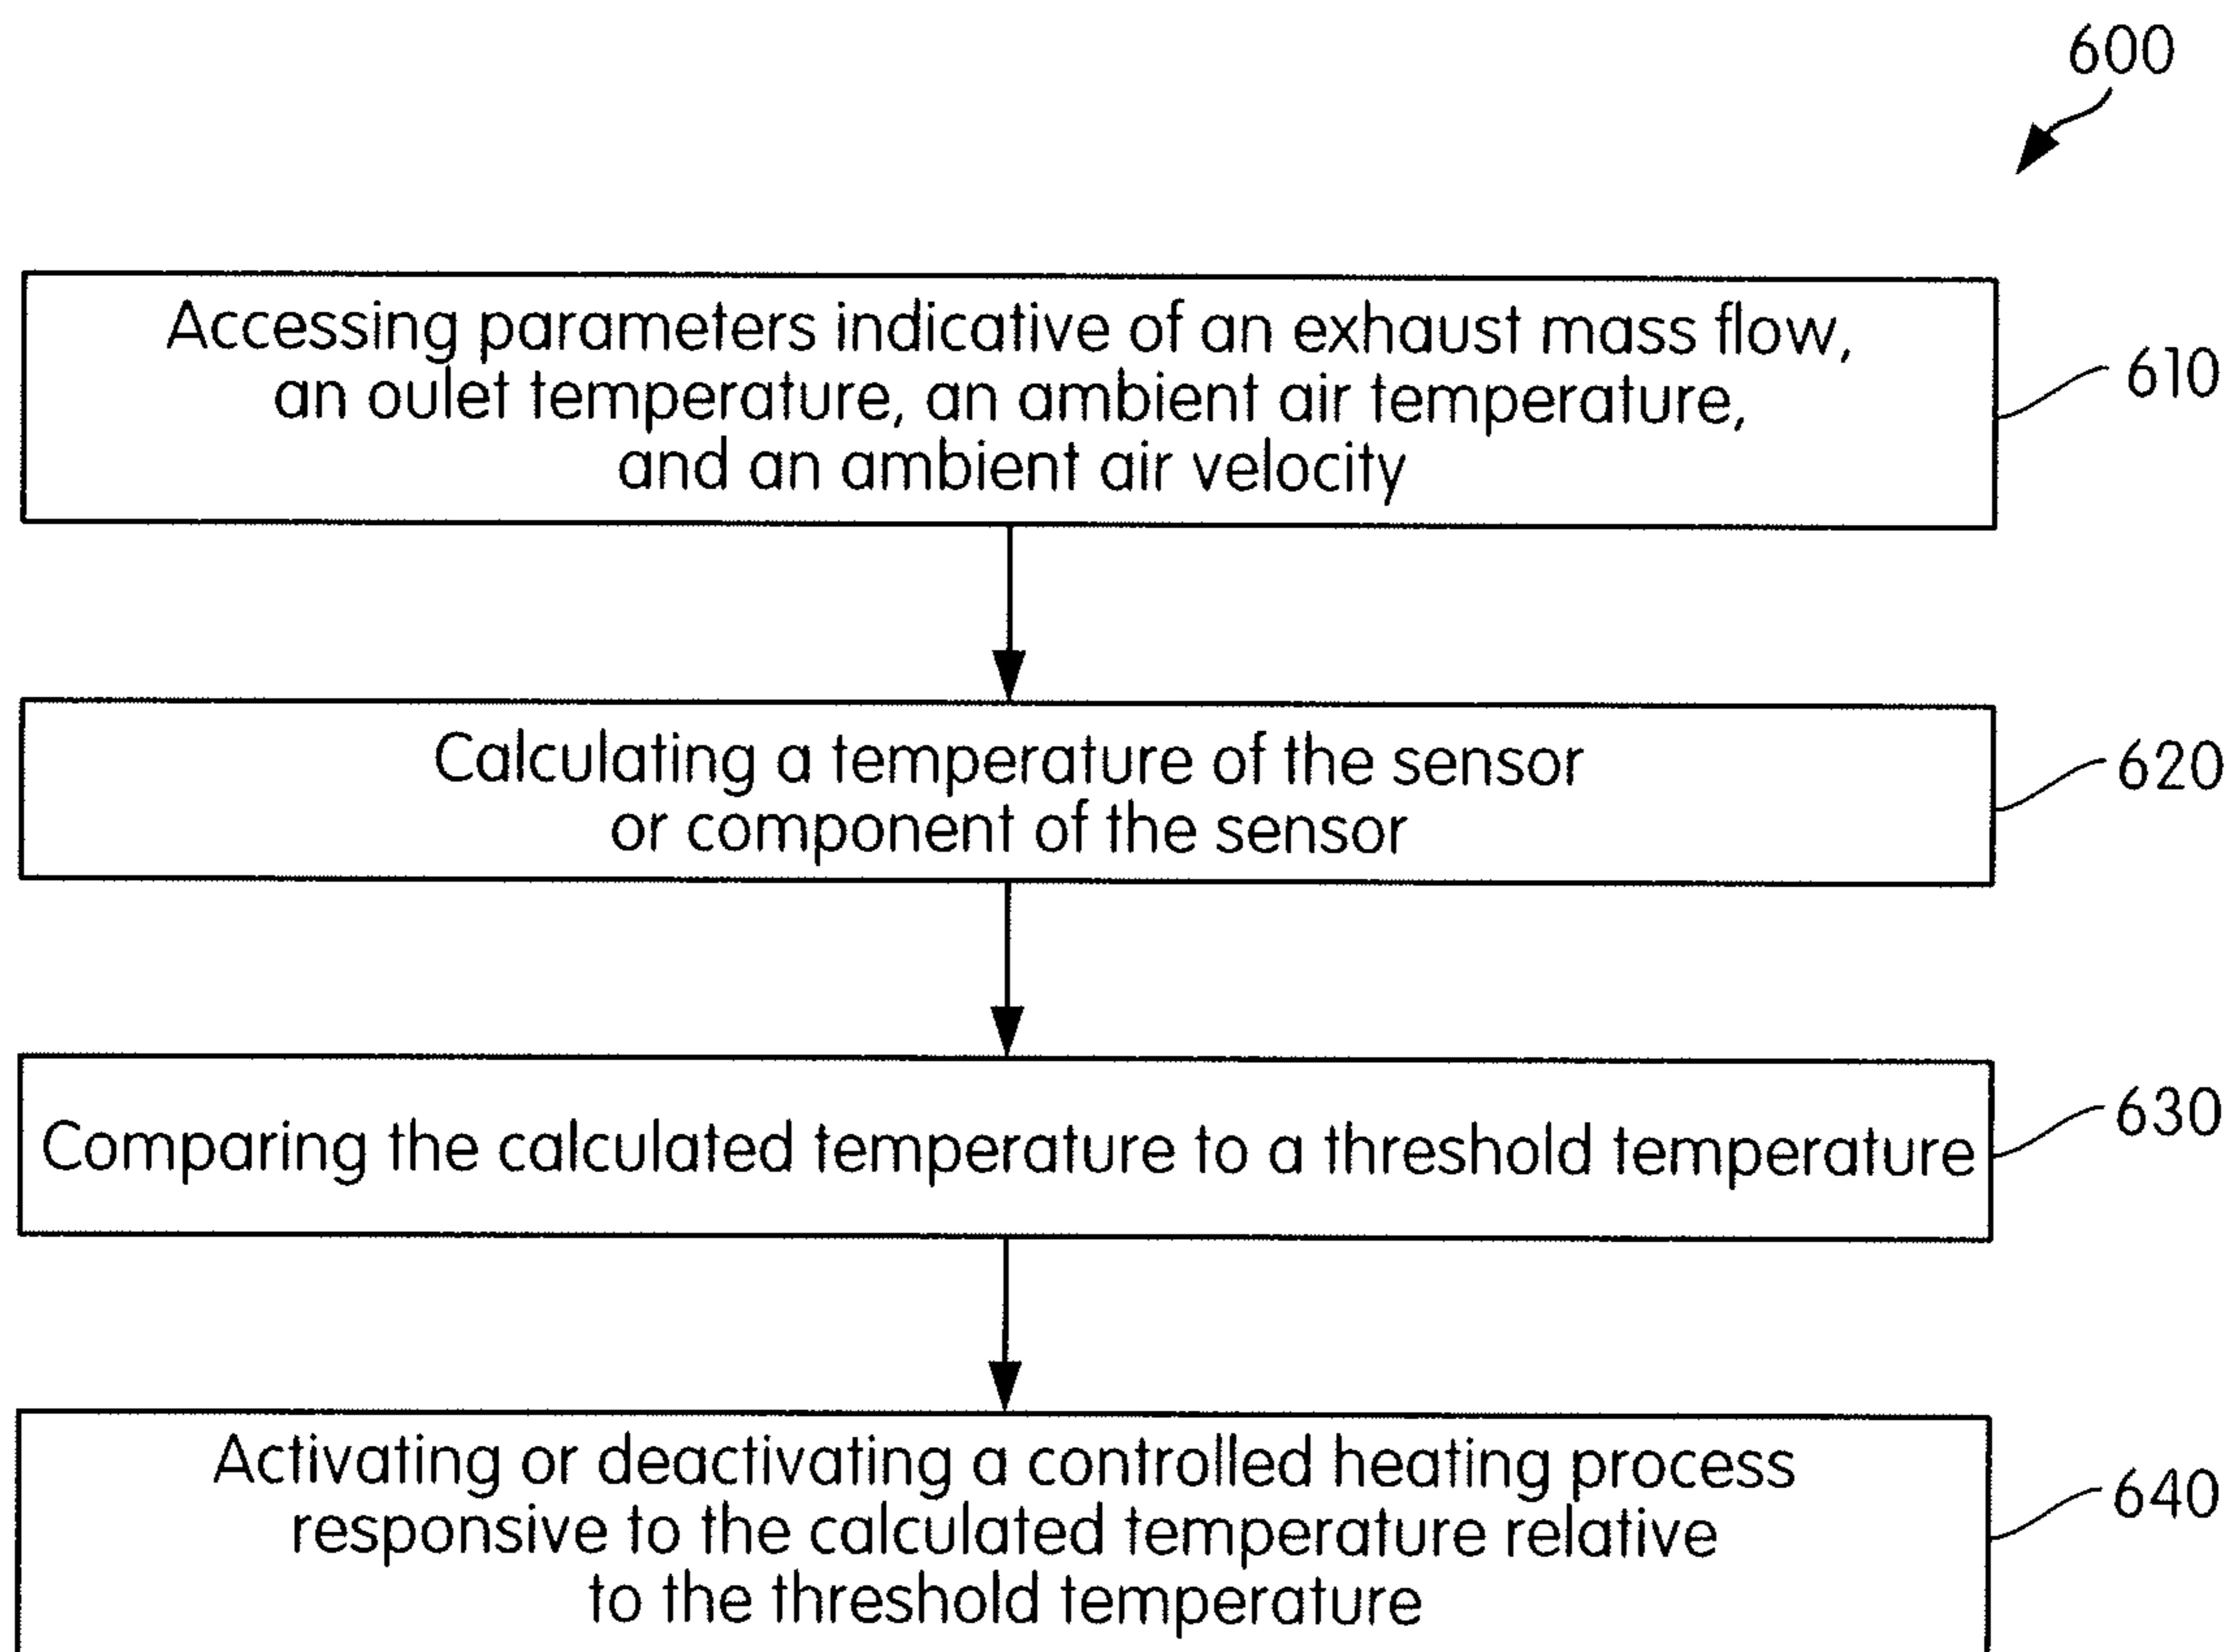 600
Accessing parameters indicative of an exhaust mass flow,
an oulet temperature, an ambient air temperature,
and an ambient air velocity
610
Calculating a temperature of the sensor
or component of the sensor
620
Comparing the calculated temperature to a threshold temperature
630
Activating or deactivating a controlled heating process
responsive to the calculated temperature relative
to the threshold temperature
640